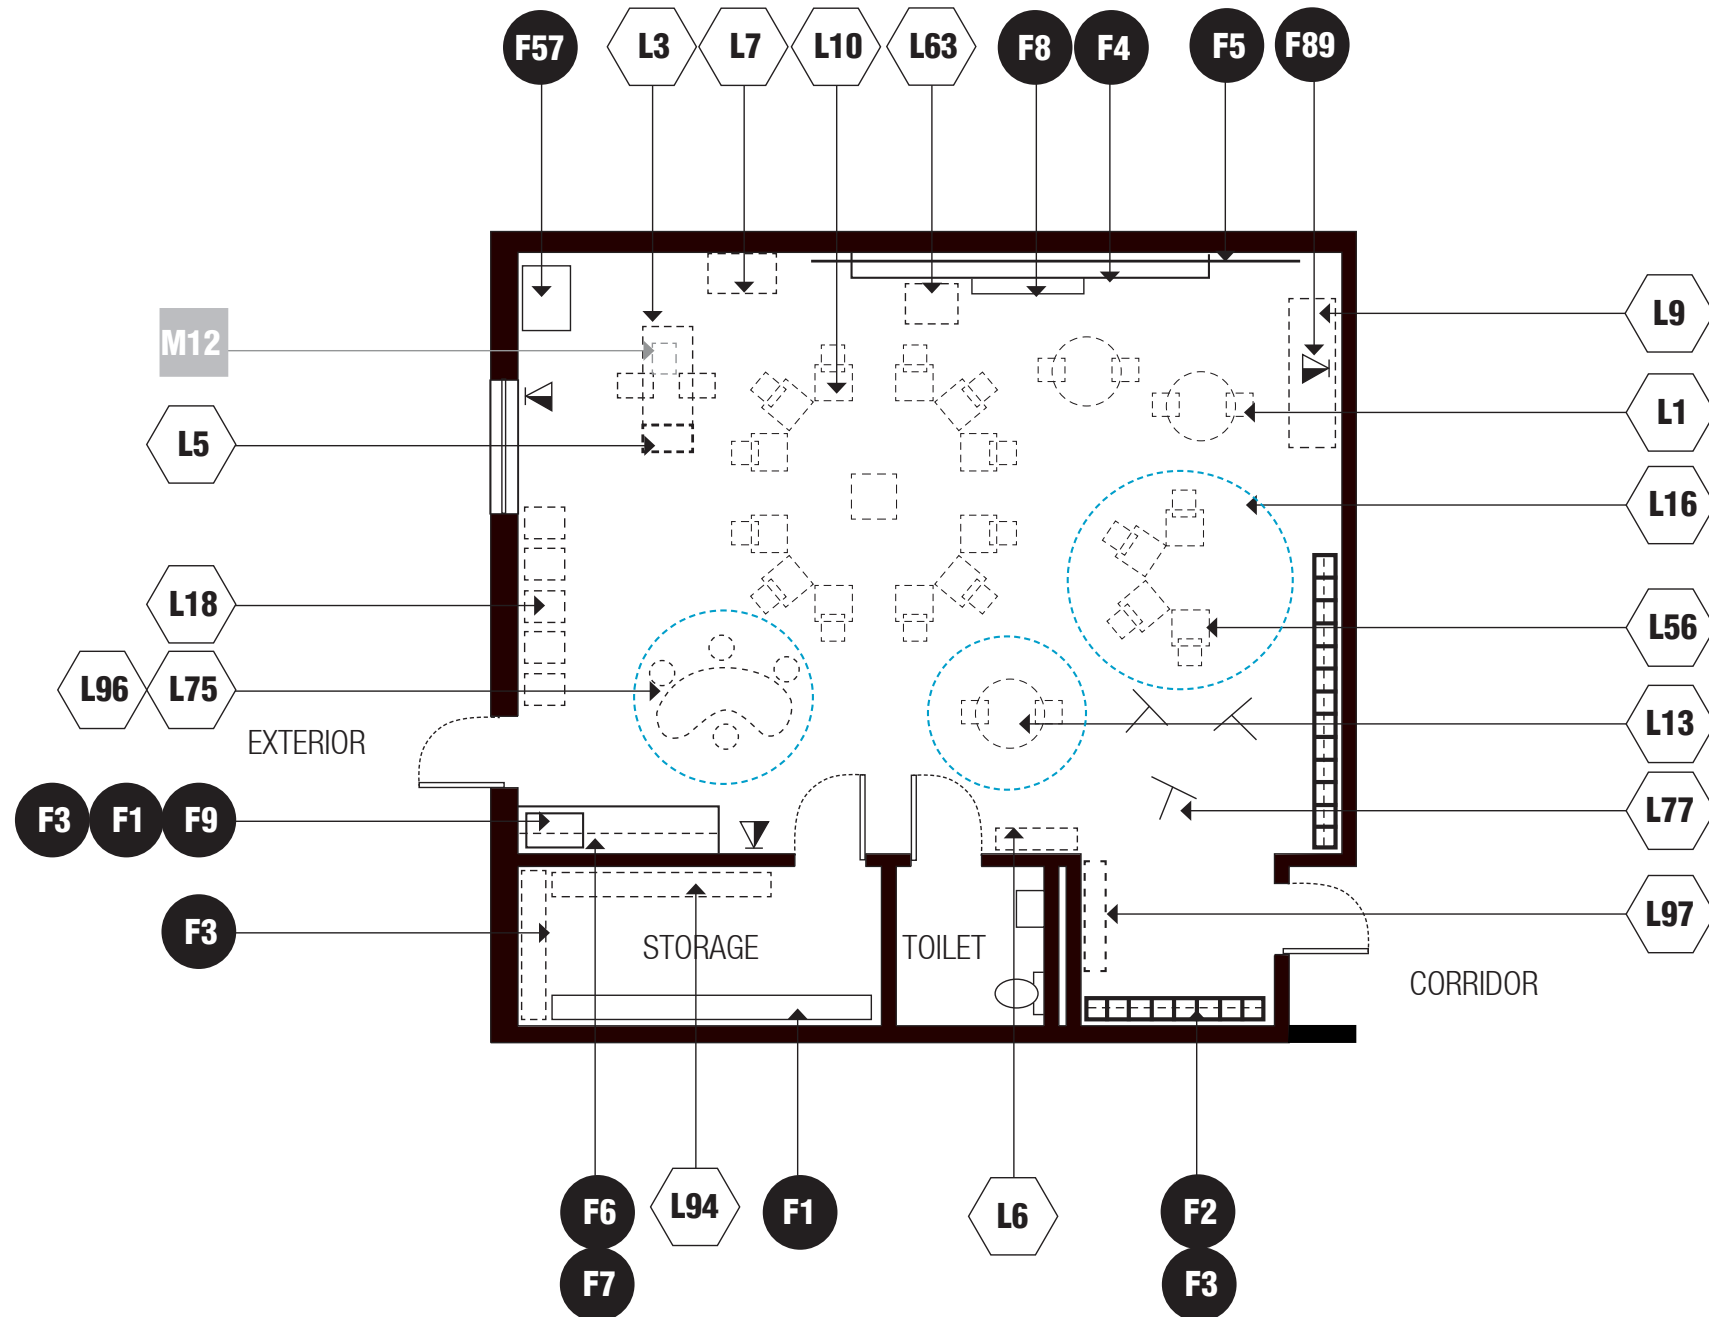 F57 L3 L7 L10 L63 F8 F4 F5 F89
L9
M12
L1
L5
L16
L18
L56
L96 L75
L13
EXTERIOR
L77
F3 F1 F9
L97
F3
STORAGE TOILET
CORRIDOR
F6 L94 F1 L6 F2
F7 F3